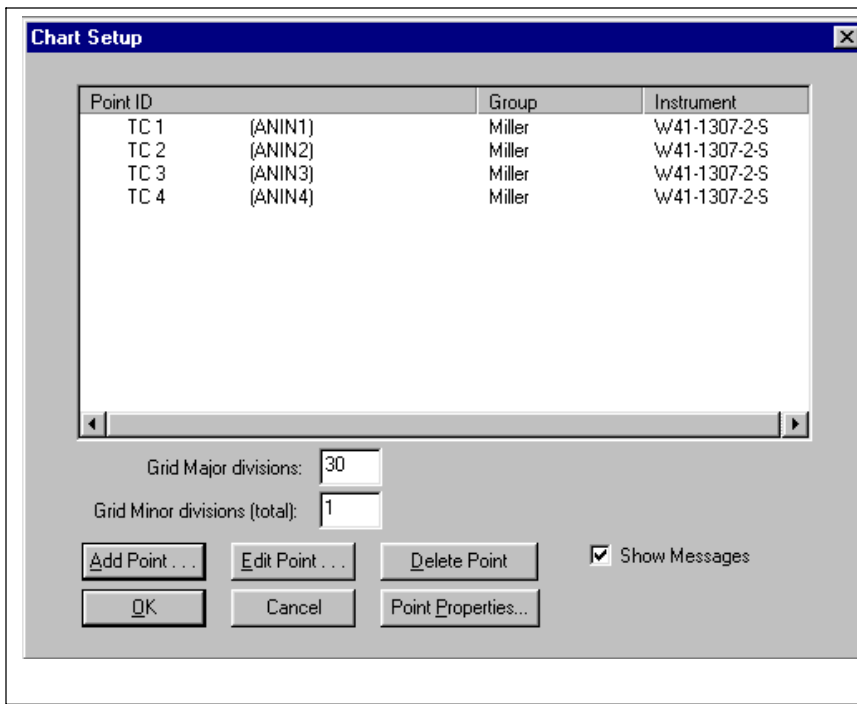 Chart Setup
Point ID Group Instrument
TC 1 (ANIN1) Miller W41-1307-2-S
TC 2 (ANIN2) Miller W41-1307-2-S
TC 3 (ANIN3) Miller W41-1307-2-S
TC 4 (ANIN4) Miller W41-1307-2-S
Grid Major divisions: 30
Grid Minor divisions (total): 1
Add Point . . . Edit Point . . . Delete Point Show Messages
OK Cancel Point Properties...